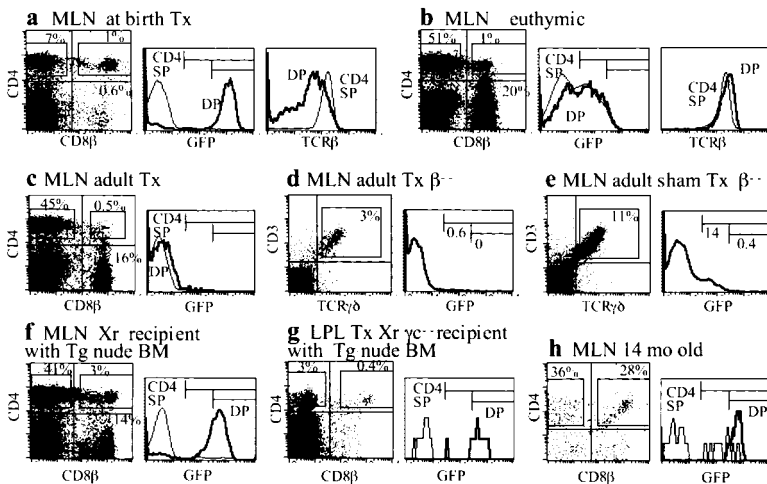 a MLN at birth Tx
7% 1% 0.6%
CD4 CD8β
CD4 SP DP GFP
DP CD4 SP TCRβ
b MLN euthymic
51% 1% 20%
CD4 CD8β
CD4 SP DP GFP
DP CD4 SP TCRβ
c MLN adult Tx
45% 0.5% 16%
CD4 CD8β
CD4 SP DP GFP
d MLN adult Tx β--
3%
CD3 TCRγδ
0.6 0 GFP
e MLN adult sham Tx β--
11%
CD3 TCRγδ
14 0.4 GFP
f MLN Xr recipient
with Tg nude BM
41% 3% 14%
CD4 CD8β
CD4 SP DP GFP
g LPL Tx Xr γc-- recipient
with Tg nude BM
3% 0.4%
CD4 CD8β
CD4 SP DP GFP
h MLN 14 mo old
36% 28%
CD4 CD8β
CD4 SP DP GFP